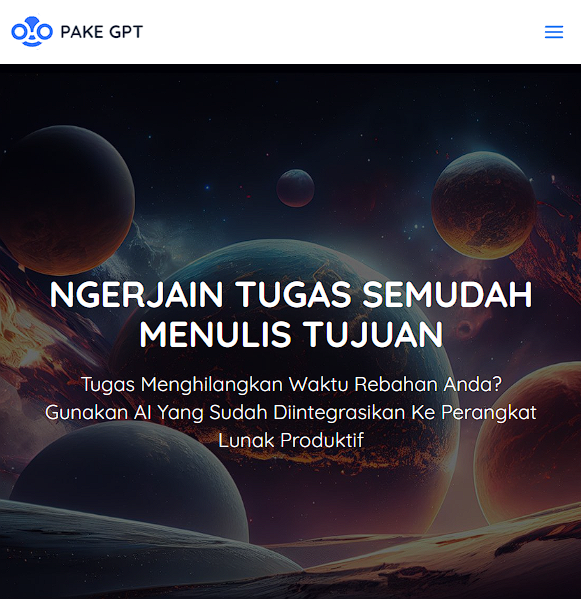 PAKE GPT
NGERJAIN TUGAS SEMUDAH
MENULIS TUJUAN
Tugas Menghilangkan Waktu Rebahan Anda?
Gunakan AI Yang Sudah Diintegrasikan Ke Perangkat
Lunak Produktif